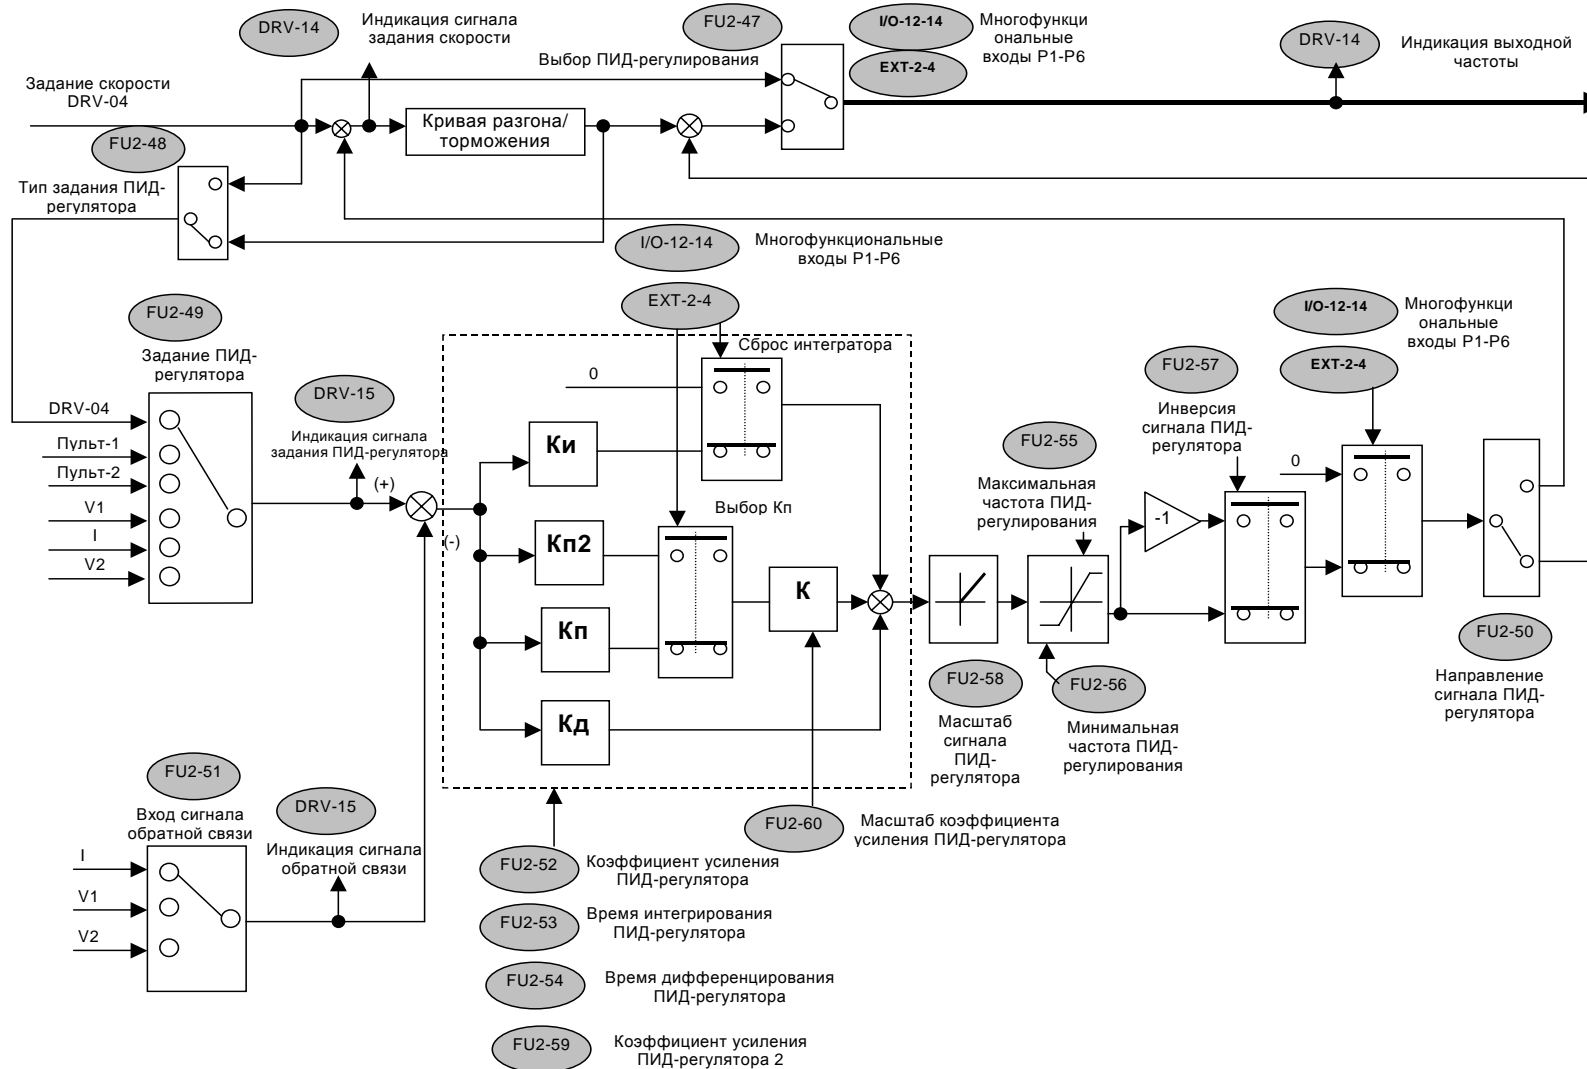 DRV-14
Индикация сигнала
задания скорости
FU2-47
Выбор ПИД-регулирования
I/O-12-14
EXT-2-4
Многофункци
ональные
входы P1-P6
DRV-14
Индикация выходной
частоты
Задание скорости
DRV-04
FU2-48
Тип задания ПИД-
регулятора
Кривая разгона/
торможения
I/O-12-14
EXT-2-4
Многофункциональные
входы P1-P6
FU2-49
Задание ПИД-
регулятора
DRV-04
Пульт-1
Пульт-2
V1
I
V2
DRV-15
Индикация сигнала
задания ПИД-регулятора
(+)
(-)
Сброс интегратора
0
Ки
Кп2
Кп
Кд
Выбор Кп
К
FU2-55
Максимальная
частота ПИД-
регулирования
FU2-57
Инверсия
сигнала ПИД-
регулятора
-1
I/O-12-14
EXT-2-4
Многофункци
ональные
входы P1-P6
0
FU2-50
Направление
сигнала ПИД-
регулятора
FU2-58
Масштаб
сигнала
ПИД-
регулятора
FU2-56
Минимальная
частота ПИД-
регулирования
FU2-51
Вход сигнала
обратной связи
I
V1
V2
DRV-15
Индикация сигнала
обратной связи
FU2-60
Масштаб коэффициента
усиления ПИД-регулятора
FU2-52
Коэффициент усиления
ПИД-регулятора
FU2-53
Время интегрирования
ПИД-регулятора
FU2-54
Время дифференцирования
ПИД-регулятора
FU2-59
Коэффициент усиления
ПИД-регулятора 2